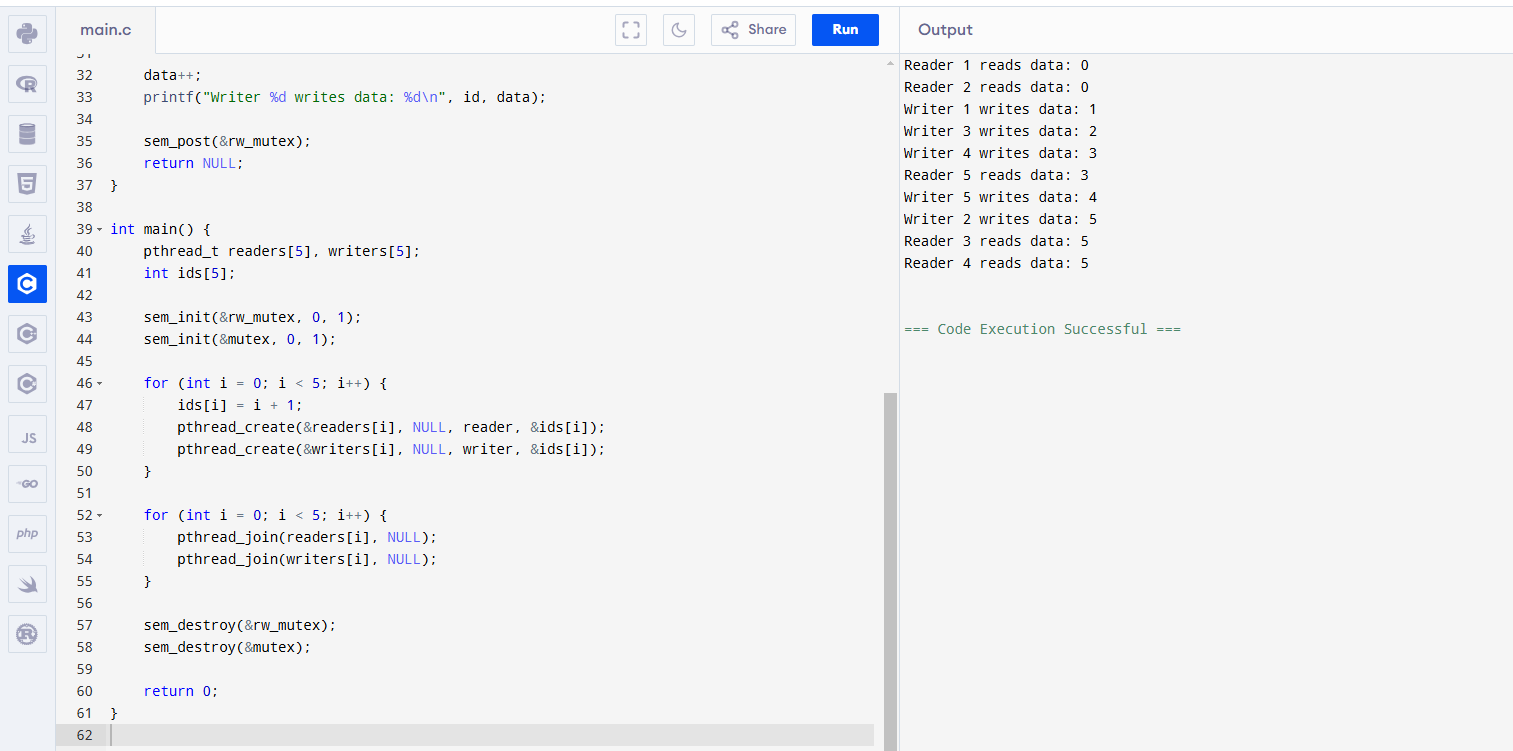 main.c
Share
Run
Output
JS
GO
php
32 data++;
33 printf("Writer %d writes data: %d\n", id, data);
34
35 sem_post(&rw_mutex);
36 return NULL;
37 }
38
39 int main() {
40 pthread_t readers[5], writers[5];
41 int ids[5];
42
43 sem_init(&rw_mutex, 0, 1);
44 sem_init(&mutex, 0, 1);
45
46 for (int i = 0; i < 5; i++) {
47 ids[i] = i + 1;
48 pthread_create(&readers[i], NULL, reader, &ids[i]);
49 pthread_create(&writers[i], NULL, writer, &ids[i]);
50 }
51
52 for (int i = 0; i < 5; i++) {
53 pthread_join(readers[i], NULL);
54 pthread_join(writers[i], NULL);
55 }
56
57 sem_destroy(&rw_mutex);
58 sem_destroy(&mutex);
59
60 return 0;
61 }
62
Reader 1 reads data: 0
Reader 2 reads data: 0
Writer 1 writes data: 1
Writer 3 writes data: 2
Writer 4 writes data: 3
Reader 5 reads data: 3
Writer 5 writes data: 4
Writer 2 writes data: 5
Reader 3 reads data: 5
Reader 4 reads data: 5
=== Code Execution Successful ===